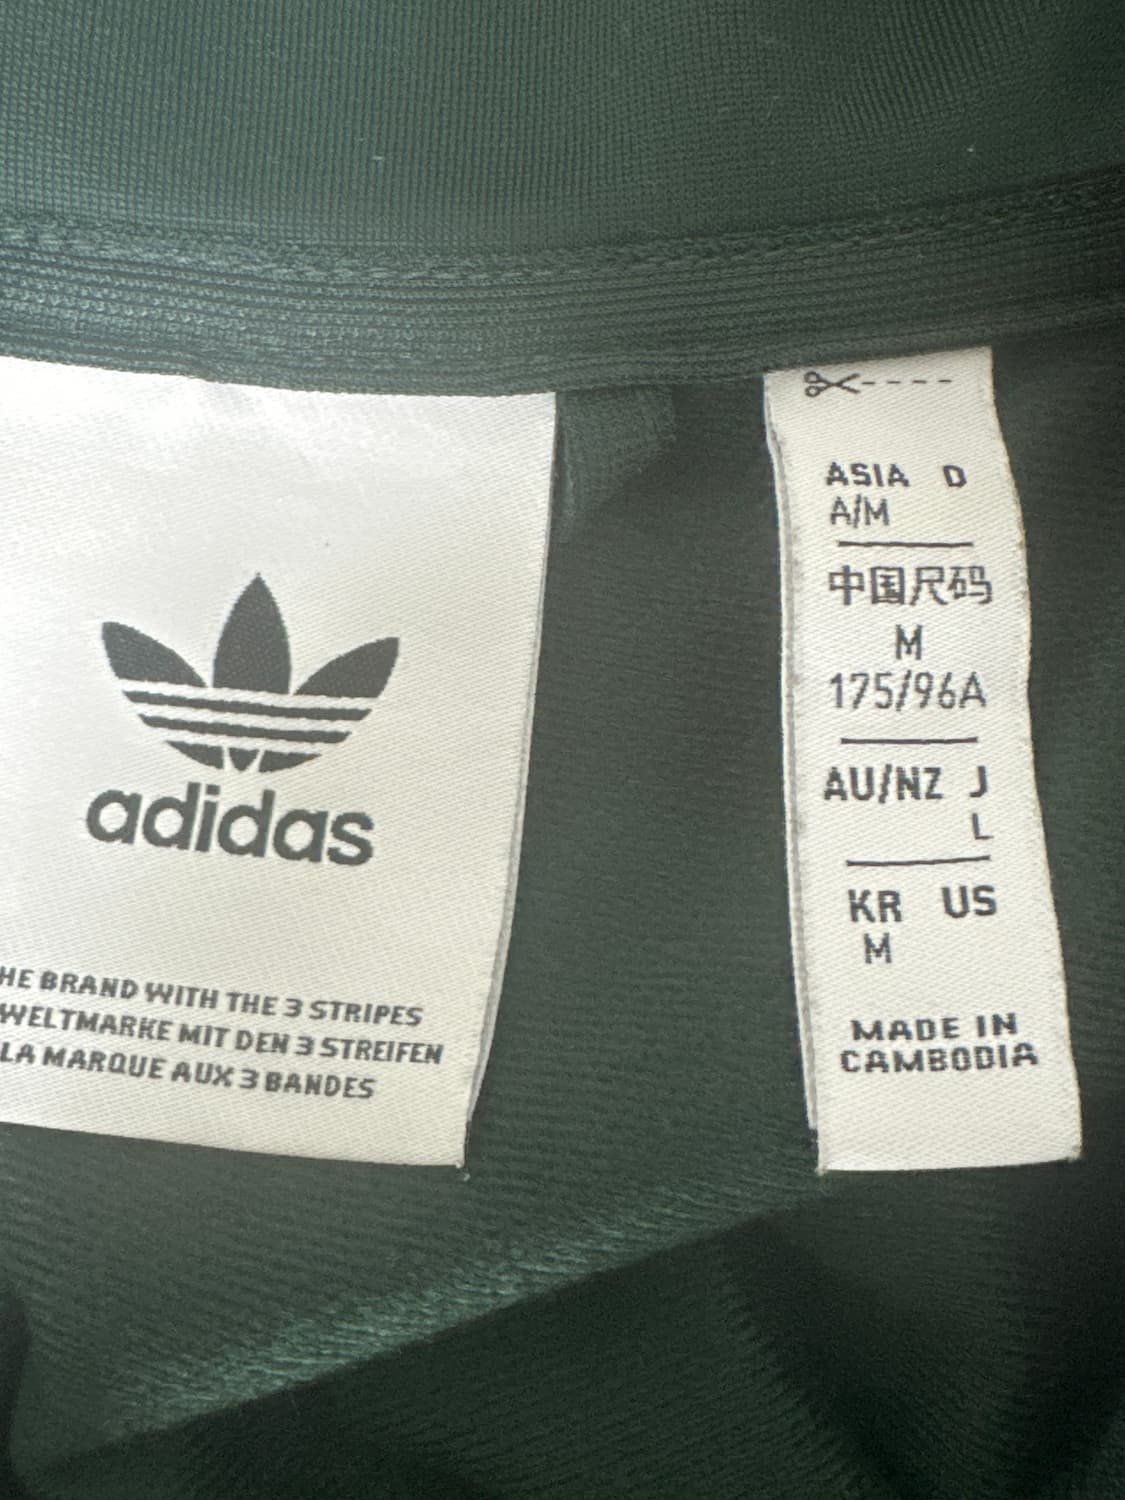 adidas
HE BRAND WITH THE 3 STRIPES
WELTMARKE MIT DEN 3 STREIFEN
LA MARQUE AUX 3 BANDES
ASIA D
A/M
中国尺码
M
175/96A
AU/NZ J
L
KR US
M
MADE IN
CAMBODIA